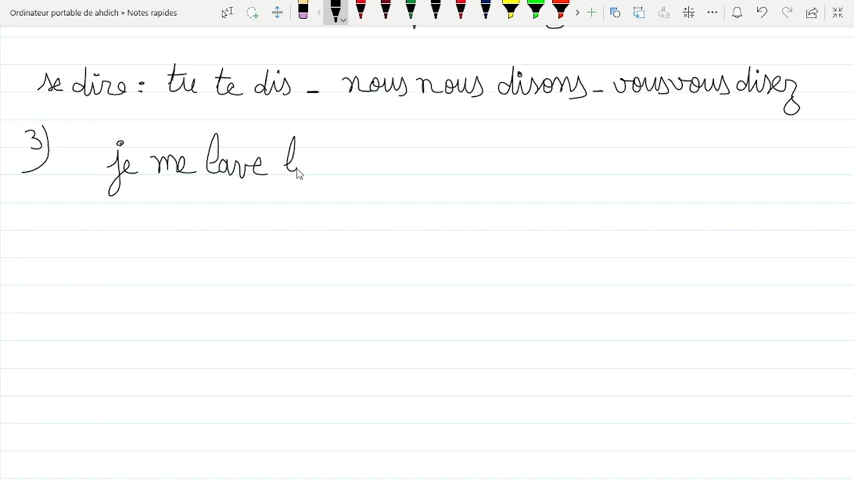 Ordinateur portable de ahdich » Notes rapides
se dire : tu te dis - nous nous disons - vous vous disez
3) je me lave l